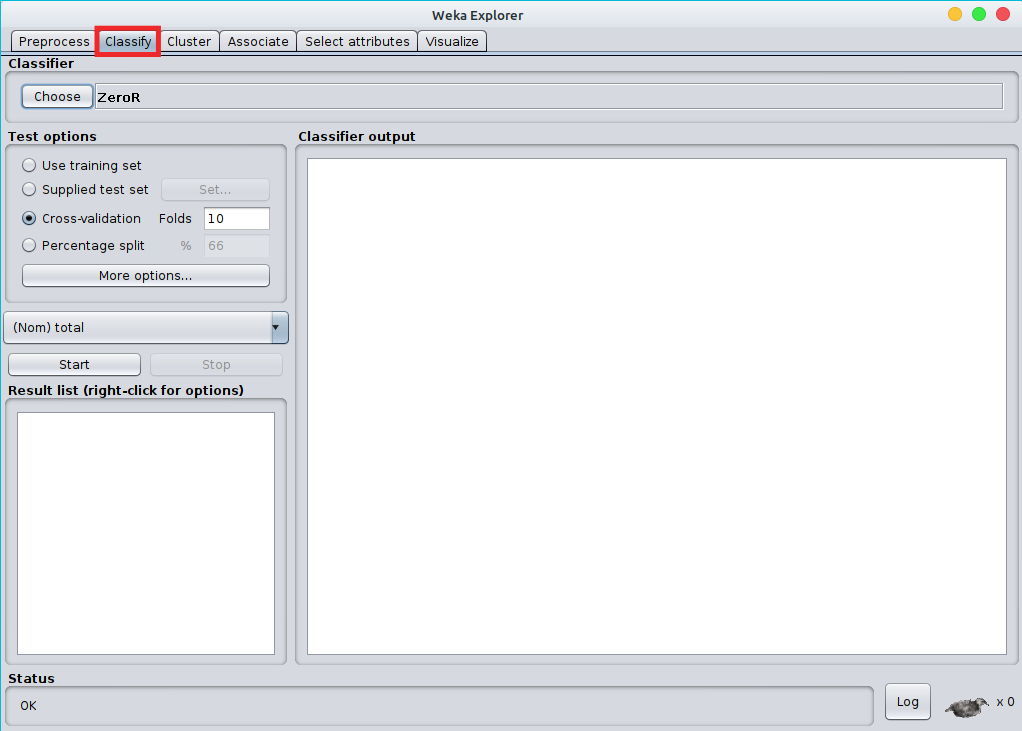 Weka Explorer
Preprocess Classify Cluster Associate Select attributes Visualize
Classifier
Choose ZeroR
Test options
Use training set
Supplied test set Set...
Cross-validation Folds 10
Percentage split % 66
More options...
(Nom) total
Start Stop
Result list (right-click for options)
Classifier output
Status
OK
Log
x 0